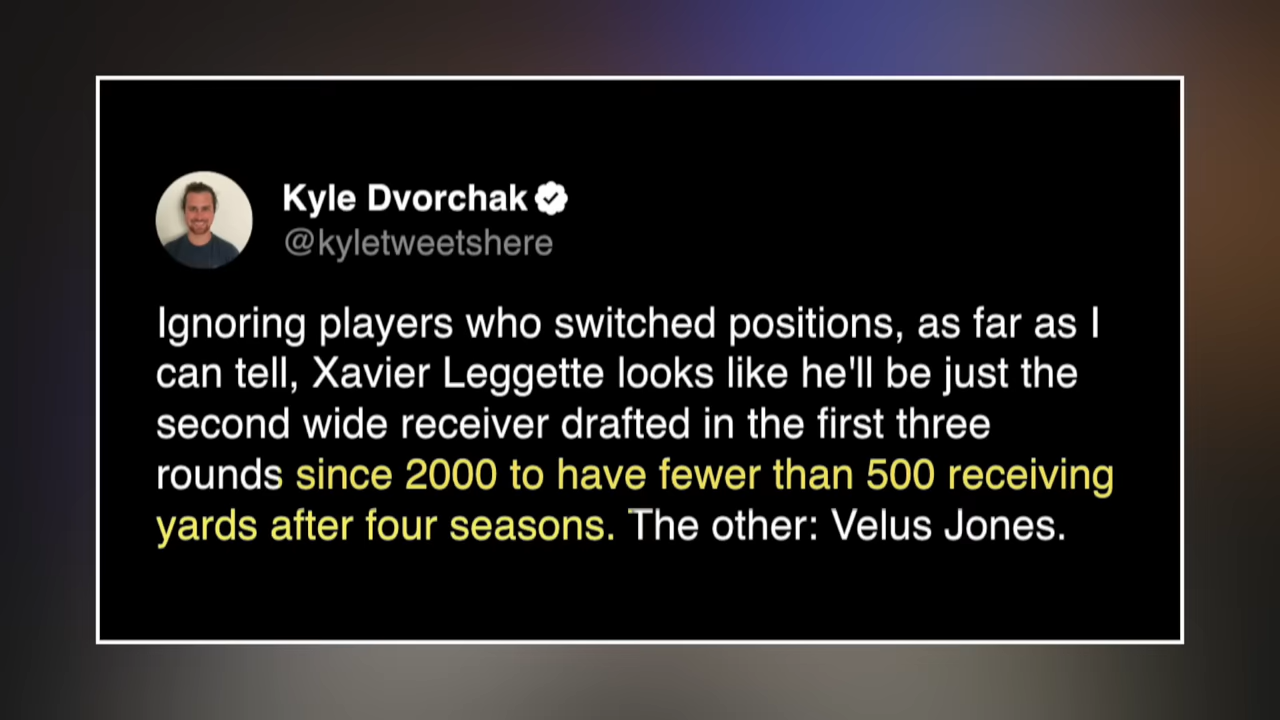 Kyle Dvorchak
@kyletweetshere
Ignoring players who switched positions, as far as I
can tell, Xavier Leggette looks like he'll be just the
second wide receiver drafted in the first three
rounds since 2000 to have fewer than 500 receiving
yards after four seasons. The other: Velus Jones.